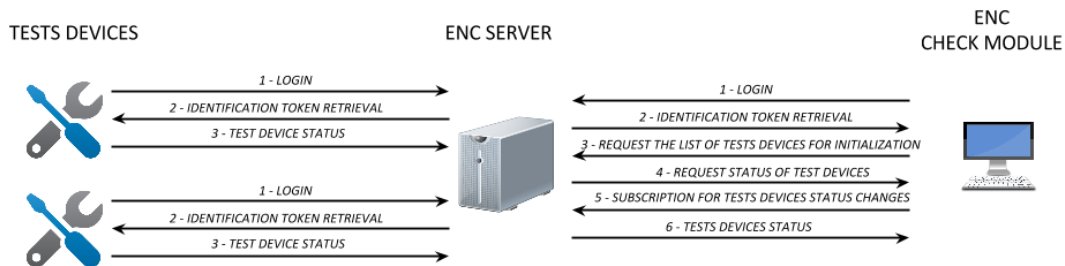 TESTS DEVICES
ENC SERVER
ENC
CHECK MODULE
1 - LOGIN
2 - IDENTIFICATION TOKEN RETRIEVAL
3 - TEST DEVICE STATUS
1 - LOGIN
2 - IDENTIFICATION TOKEN RETRIEVAL
3 - TEST DEVICE STATUS
1 - LOGIN
2 - IDENTIFICATION TOKEN RETRIEVAL
3 - REQUEST THE LIST OF TESTS DEVICES FOR INITIALIZATION
4 - REQUEST STATUS OF TEST DEVICES
5 - SUBSCRIPTION FOR TESTS DEVICES STATUS CHANGES
6 - TESTS DEVICES STATUS